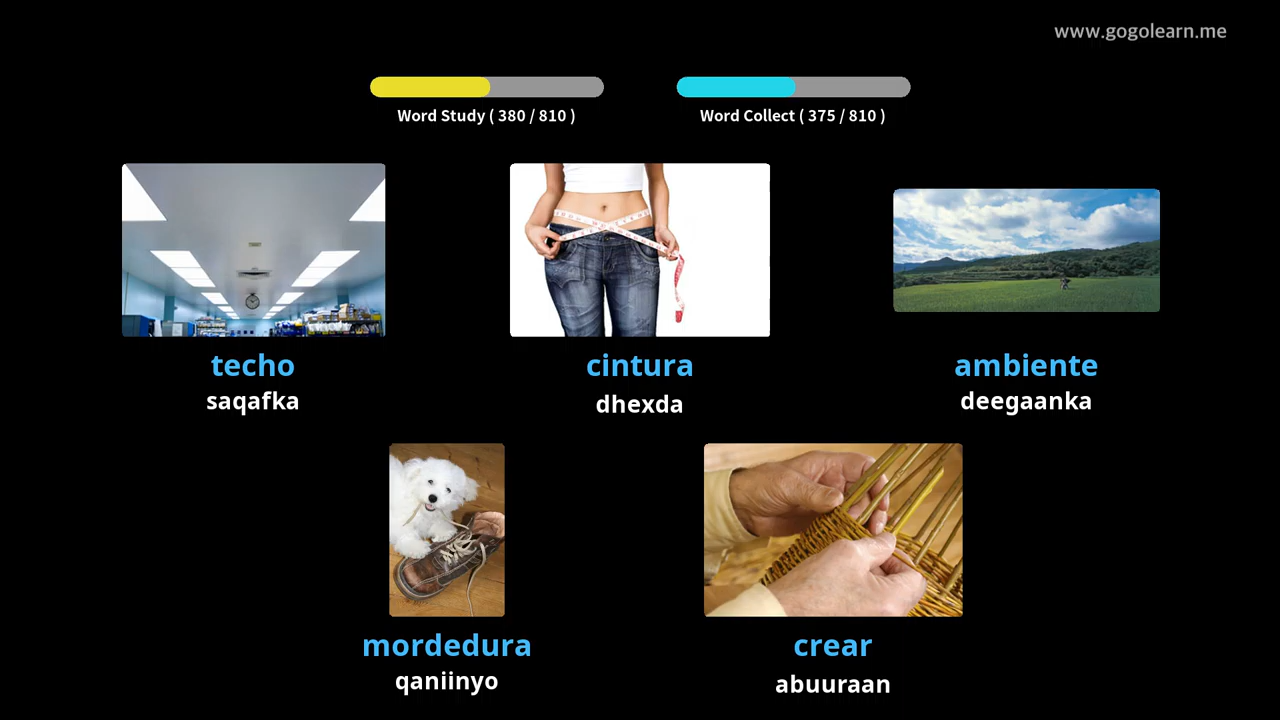 www.gogolearn.me
Word Study ( 380 / 810 )
Word Collect ( 375 / 810 )
techo
saqafka
cintura
dhexda
ambiente
deegaanka
mordedura
qaniinyo
crear
abuuraan